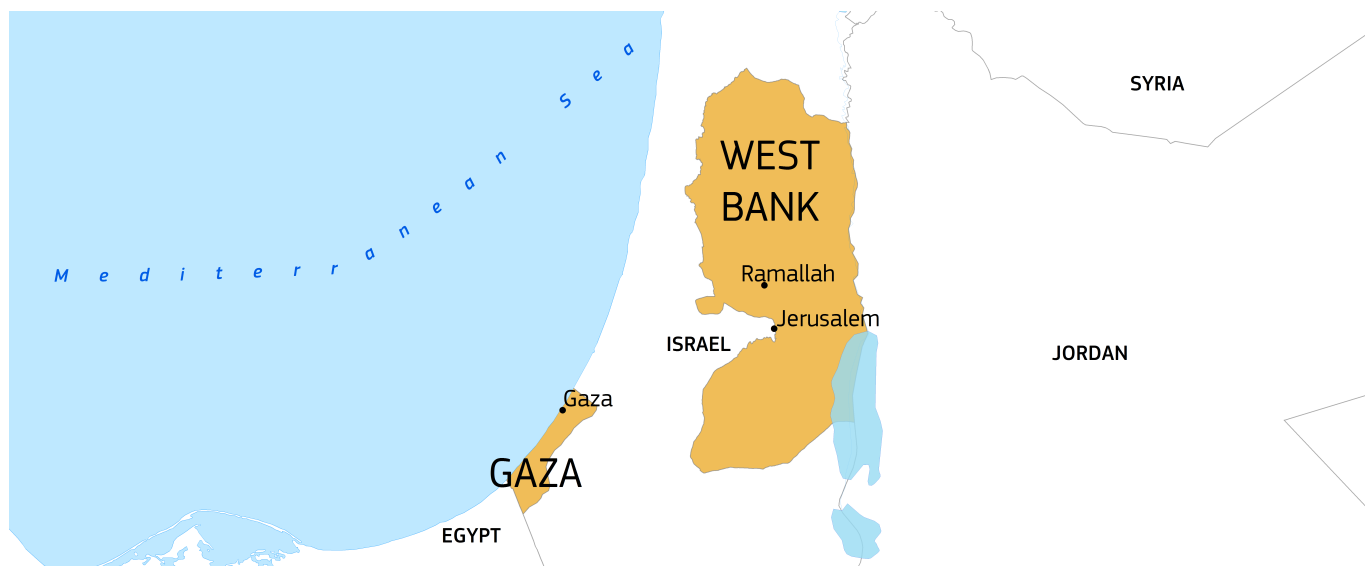 Mediterranean Sea
SYRIA
WEST
BANK
Ramallah
Jerusalem
ISRAEL
JORDAN
Gaza
GAZA
EGYPT